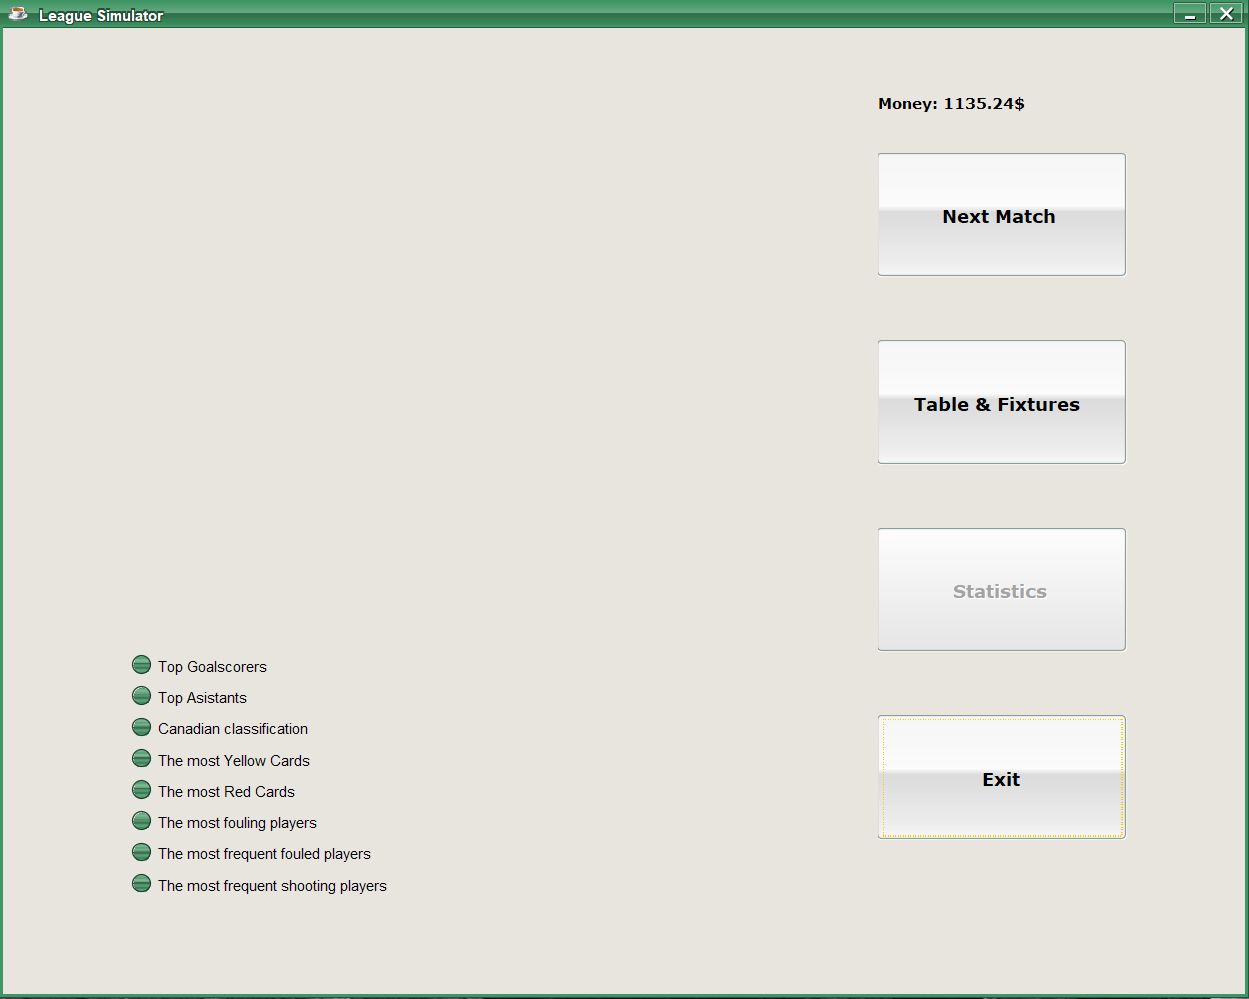 League Simulator
Money: 1135.24$
Next Match
Table & Fixtures
Statistics
Top Goalscorers
Top Asistants
Canadian classification
The most Yellow Cards
The most Red Cards
The most fouling players
The most frequent fouled players
The most frequent shooting players
Exit